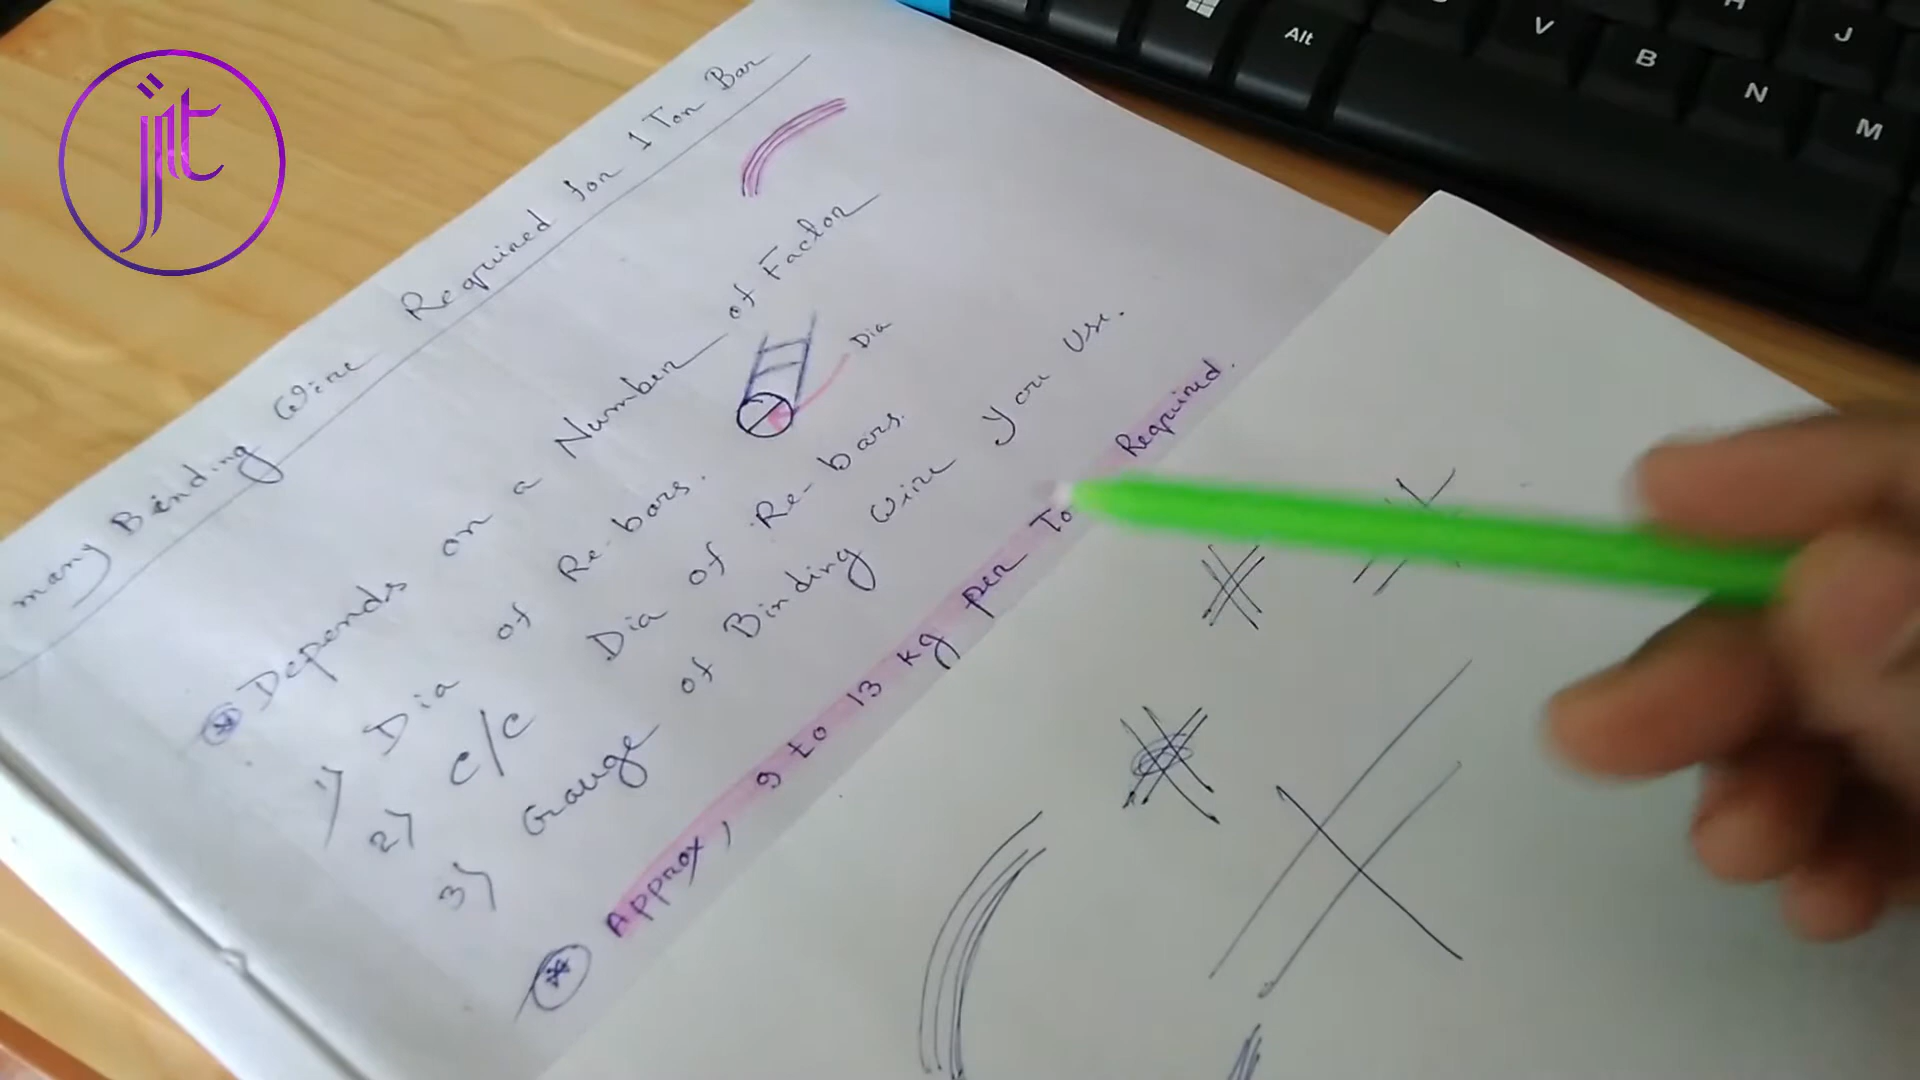 jjt
many Binding Wire Required for 1 Ton Bar
* Depends on a Number of Factor
1) Dia of Re-bars.
Dia
2) C/C Dia of Re-bars.
3) Gauge of Binding Wire you use.
* Approx, 9 to 13 kg per To Required.
Alt
V
B
N
M
H
J